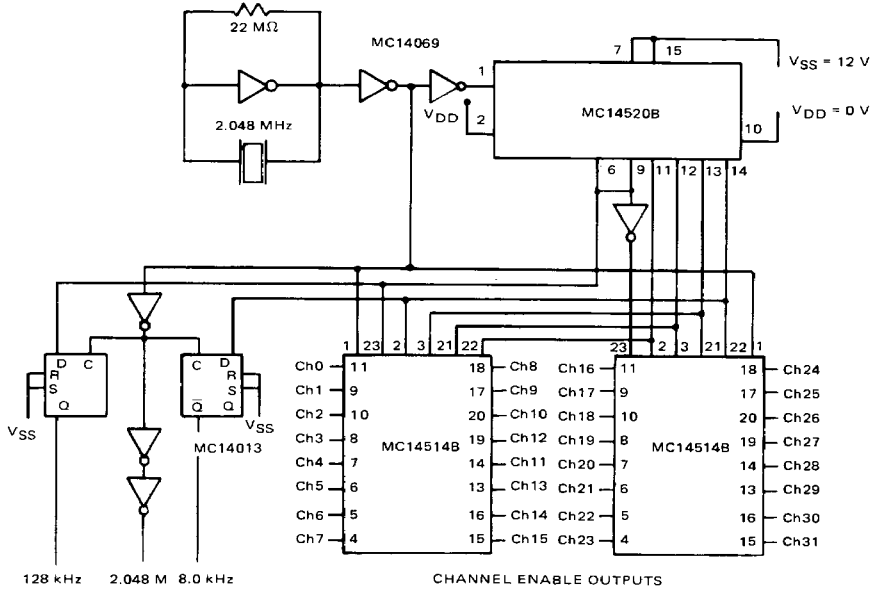 22 MΩ
MC14069
2.048 MHz
VDD
1
2
7
15
MC14520B
10
VSS = 12 V
VDD = 0 V
6 9 11 12 13 14
D C
R
S
Q
VSS
C D
R
S
Q̅ Q
VSS
MC14013
1 23 2 3 21 22
Ch0 11 18 Ch8
Ch1 9 17 Ch9
Ch2 10 20 Ch10
Ch3 8 19 Ch12
Ch4 7 MC14514B 14 Ch11
Ch5 6 13 Ch13
Ch6 5 16 Ch14
Ch7 4 15 Ch15
23 2 3 21 22 1
Ch16 11 18 Ch24
Ch17 9 17 Ch25
Ch18 10 20 Ch26
Ch19 8 19 Ch27
Ch20 7 MC14514B 14 Ch28
Ch21 6 13 Ch29
Ch22 5 16 Ch30
Ch23 4 15 Ch31
128 kHz 2.048 M 8.0 kHz
CHANNEL ENABLE OUTPUTS